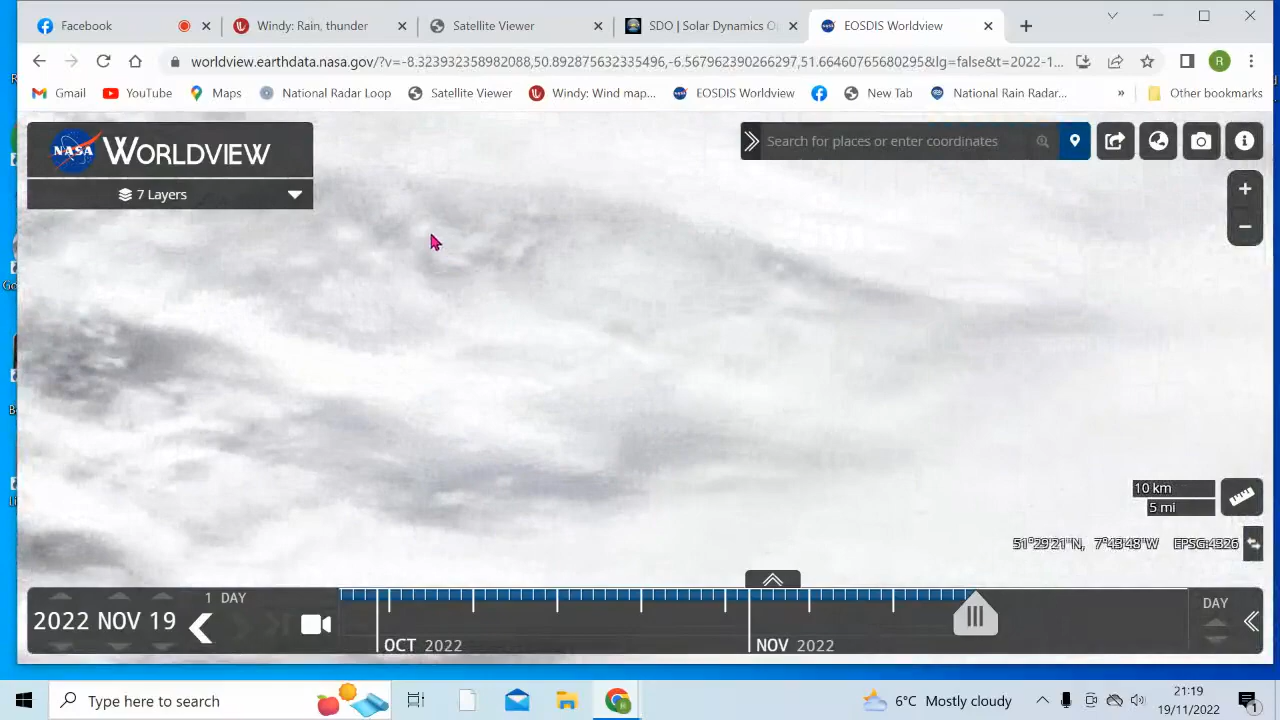 Facebook
Windy: Rain, thunder
Satellite Viewer
SDO | Solar Dynamics O
EOSDIS Worldview
worldview.earthdata.nasa.gov/?v=-8.323932353982588,50.892875632335496,-6.567962390266297,51.66460765680295&lg=false&t=2022-1...
R
Gmail
YouTube
Maps
National Radar Loop
Satellite Viewer
Windy: Wind map...
EOSDIS Worldview
New Tab
National Rain Radar...
»
Other bookmarks
NASA WORLDVIEW
Search for places or enter coordinates
7 Layers
10 km
5 mi
51°29'21"N, 7°43'48"W EPSG:4326
1 DAY
2022 NOV 19
OCT 2022
NOV 2022
DAY
Type here to search
6°C Mostly cloudy
21:19
19/11/2022
1